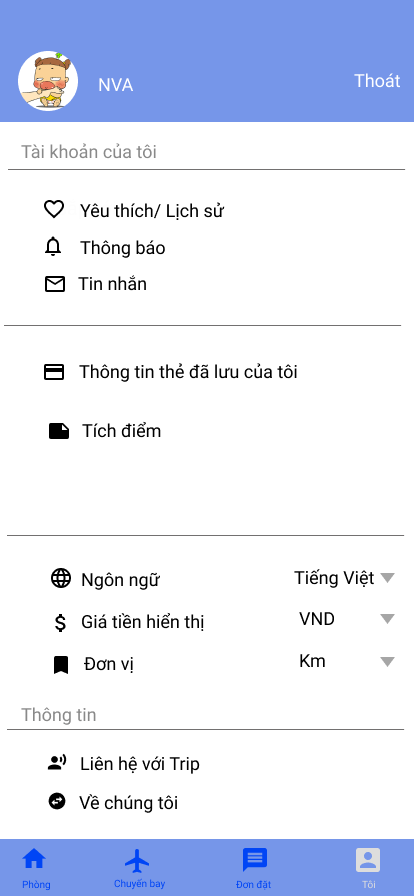 NVA
Thoát
Tài khoản của tôi
Yêu thích/ Lịch sử
Thông báo
Tin nhắn
Thông tin thẻ đã lưu của tôi
Tích điểm
Ngôn ngữ
Tiếng Việt
Giá tiền hiển thị
VND
Đơn vị
Km
Thông tin
Liên hệ với Trip
Về chúng tôi
Phòng
Chuyến bay
Đơn đặt
Tôi